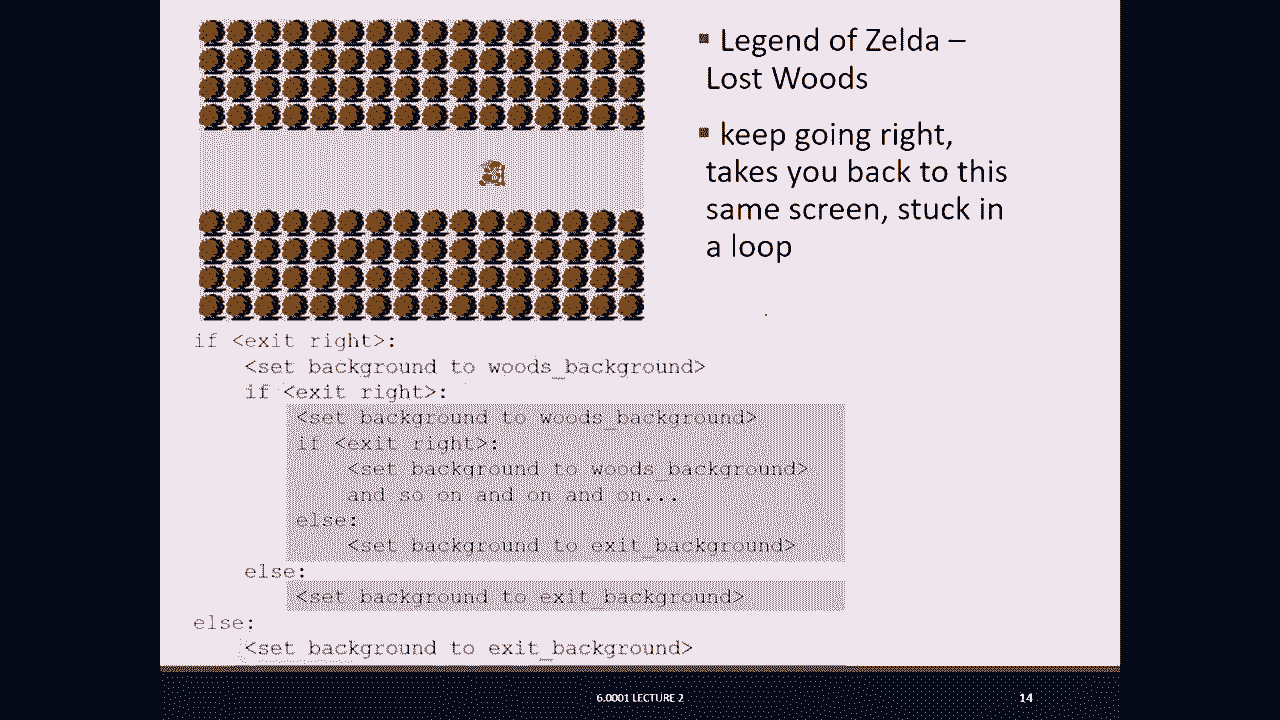 ▪ Legend of Zelda –
Lost Woods
▪ keep going right,
takes you back to this
same screen, stuck in
a loop
if <exit right>:
    <set background to woods_background>
    if <exit right>:
        <set background to woods_background>
        if <exit right>:
            <set background to woods_background>
            and so on and on and on...
        else:
            <set background to exit_background>
    else:
        <set background to exit_background>
else:
    <set background to exit_background>
6.0001 LECTURE 2
14